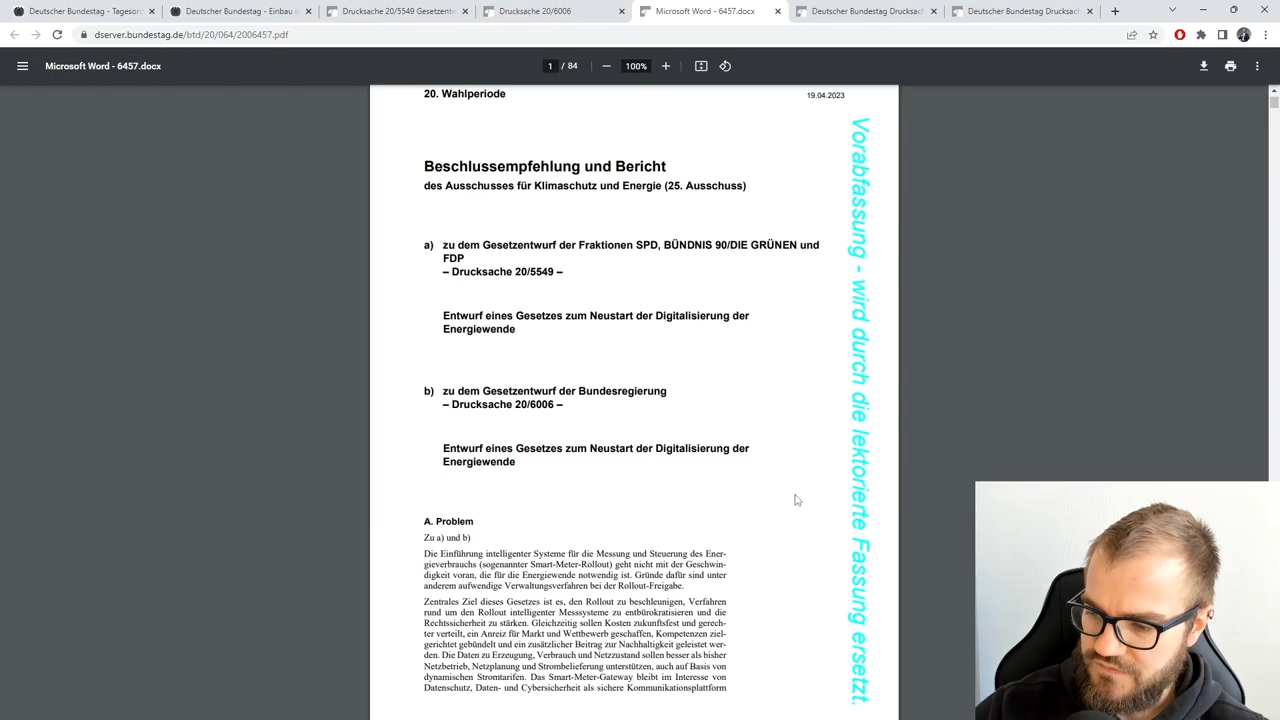 Deutscher Bundestag - Tagesor
Deutscher Bundestag - Einbau i
Drucksache 20/5549 Gesetzent
Drucksache 20/6006
Microsoft Word - 6457.docx
Deutscher Bundestag Drucksac
Deutscher Bundestag Drucksac
dserver.bundestag.de/btd/20/064/2006457.pdf
Microsoft Word - 6457.docx
1 / 84
100%
20. Wahlperiode
19.04.2023
Beschlussempfehlung und Bericht
des Ausschusses für Klimaschutz und Energie (25. Ausschuss)
a) zu dem Gesetzentwurf der Fraktionen SPD, BÜNDNIS 90/DIE GRÜNEN und
FDP
– Drucksache 20/5549 –
Entwurf eines Gesetzes zum Neustart der Digitalisierung der
Energiewende
b) zu dem Gesetzentwurf der Bundesregierung
– Drucksache 20/6006 –
Entwurf eines Gesetzes zum Neustart der Digitalisierung der
Energiewende
A. Problem
Zu a) und b)
Die Einführung intelligenter Systeme für die Messung und Steuerung des Ener-
gieverbrauchs (sogenannter Smart-Meter-Rollout) geht nicht mit der Geschwin-
digkeit voran, die für die Energiewende notwendig ist. Gründe dafür sind unter
anderem aufwendige Verwaltungsverfahren bei der Rollout-Freigabe.
Zentrales Ziel dieses Gesetzes ist es, den Rollout zu beschleunigen, Verfahren
rund um den Rollout intelligenter Messsysteme zu entbürokratisieren und die
Rechtssicherheit zu stärken. Gleichzeitig sollen Kosten zukunftsfest und gerech-
ter verteilt, ein Anreiz für Markt und Wettbewerb geschaffen, Kompetenzen ziel-
gerichtet gebündelt und ein zusätzlicher Beitrag zur Nachhaltigkeit geleistet wer-
den. Die Daten zu Erzeugung, Verbrauch und Netzzustand sollen besser als bisher
Netzbetrieb, Netzplanung und Strombelieferung unterstützen, auch auf Basis von
dynamischen Stromtarifen. Das Smart-Meter-Gateway bleibt im Interesse von
Datenschutz, Daten- und Cybersicherheit als sichere Kommunikationsplattform
Vorabfassung - wird durch die lektorierte Fassung ersetzt.